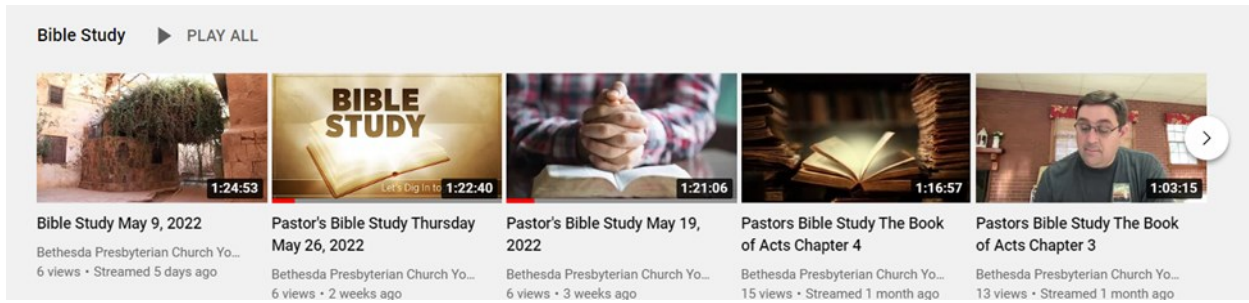 Bible Study ▶ PLAY ALL
BIBLE
STUDY
Let's Dig In to
1:24:53
1:22:40
1:21:06
1:16:57
1:03:15
Bible Study May 9, 2022
Bethesda Presbyterian Church Yo...
6 views • Streamed 5 days ago
Pastor's Bible Study Thursday
May 26, 2022
Bethesda Presbyterian Church Yo...
6 views • 2 weeks ago
Pastor's Bible Study May 19,
2022
Bethesda Presbyterian Church Yo...
6 views • 3 weeks ago
Pastors Bible Study The Book
of Acts Chapter 4
Bethesda Presbyterian Church Yo...
15 views • Streamed 1 month ago
Pastors Bible Study The Book
of Acts Chapter 3
Bethesda Presbyterian Church Yo...
13 views • Streamed 1 month ago